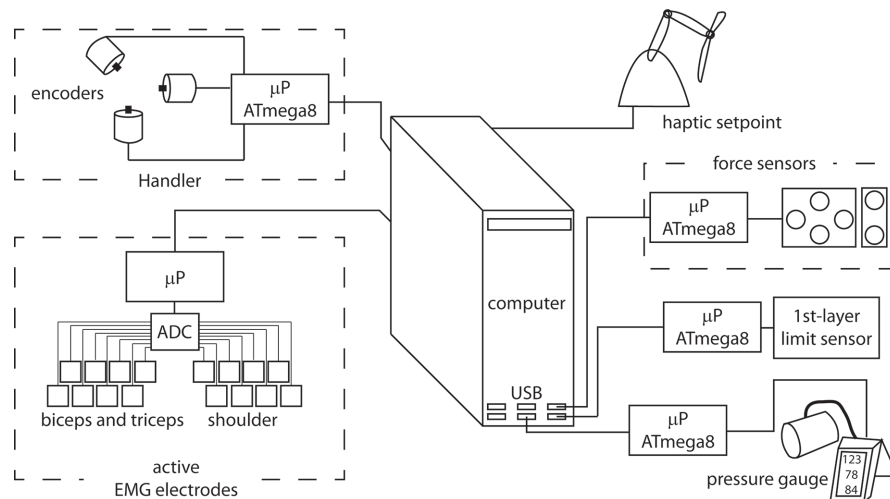 encoders
μP
ATmega8
Handler
haptic setpoint
force sensors
μP
ATmega8
μP
ADC
computer
μP
ATmega8
1st-layer
limit sensor
USB
biceps and triceps
shoulder
μP
ATmega8
active
EMG electrodes
pressure gauge
123
78
84